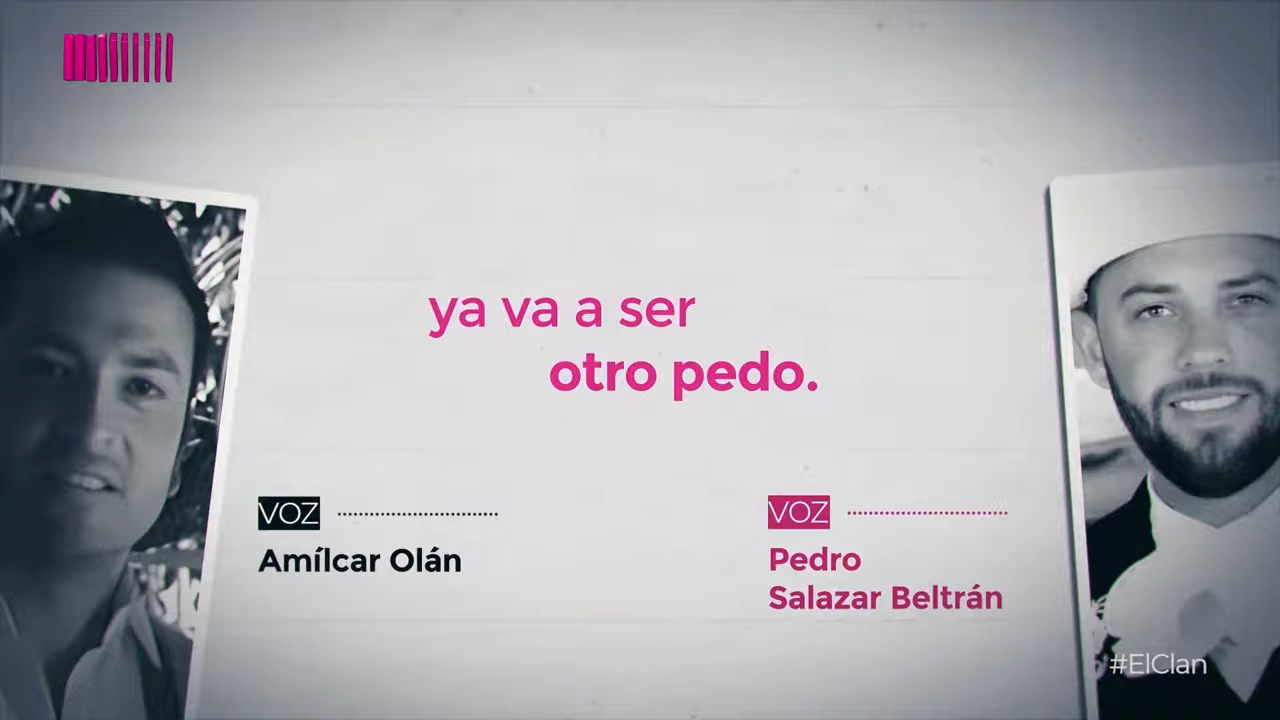 ya va a ser
otro pedo.
VOZ
Amílcar Olán
VOZ
Pedro
Salazar Beltrán
#ElClan